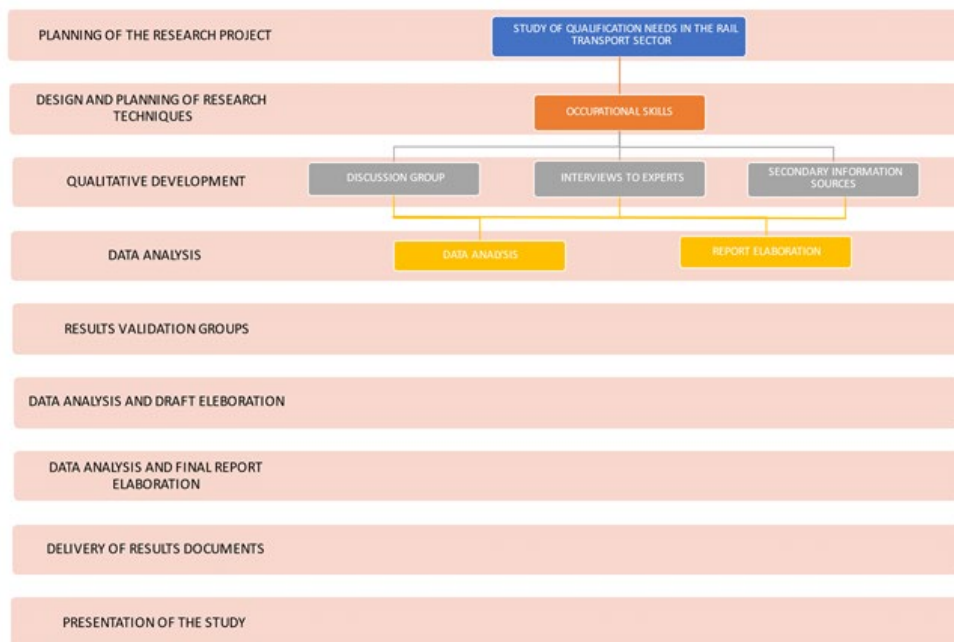 PLANNING OF THE RESEARCH PROJECT
STUDY OF QUALIFICATION NEEDS IN THE RAIL
TRANSPORT SECTOR
DESIGN AND PLANNING OF RESEARCH
TECHNIQUES
OCCUPATIONAL SKILLS
QUALITATIVE DEVELOPMENT
DISCUSSION GROUP
INTERVIEWS TO EXPERTS
SECONDARY INFORMATION
SOURCES
DATA ANALYSIS
DATA ANALYSIS
REPORT ELABORATION
RESULTS VALIDATION GROUPS
DATA ANALYSIS AND DRAFT ELEBORATION
DATA ANALYSIS AND FINAL REPORT
ELABORATION
DELIVERY OF RESULTS DOCUMENTS
PRESENTATION OF THE STUDY